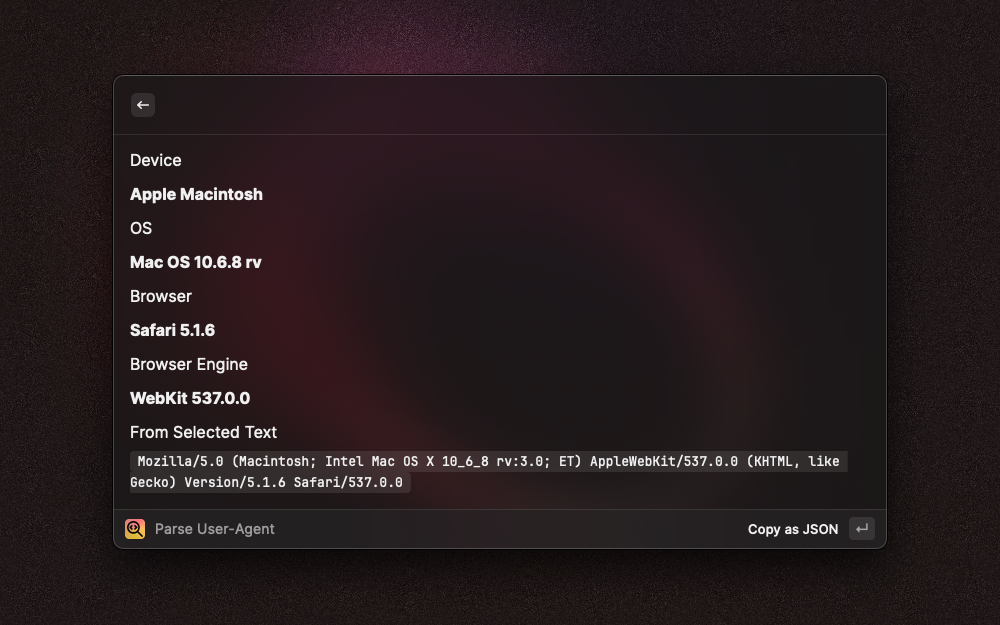 Device
Apple Macintosh
OS
Mac OS 10.6.8 rv
Browser
Safari 5.1.6
Browser Engine
WebKit 537.0.0
From Selected Text
Mozilla/5.0 (Macintosh; Intel Mac OS X 10_6_8 rv:3.0; ET) AppleWebKit/537.0.0 (KHTML, like
Gecko) Version/5.1.6 Safari/537.0.0
Parse User-Agent
Copy as JSON